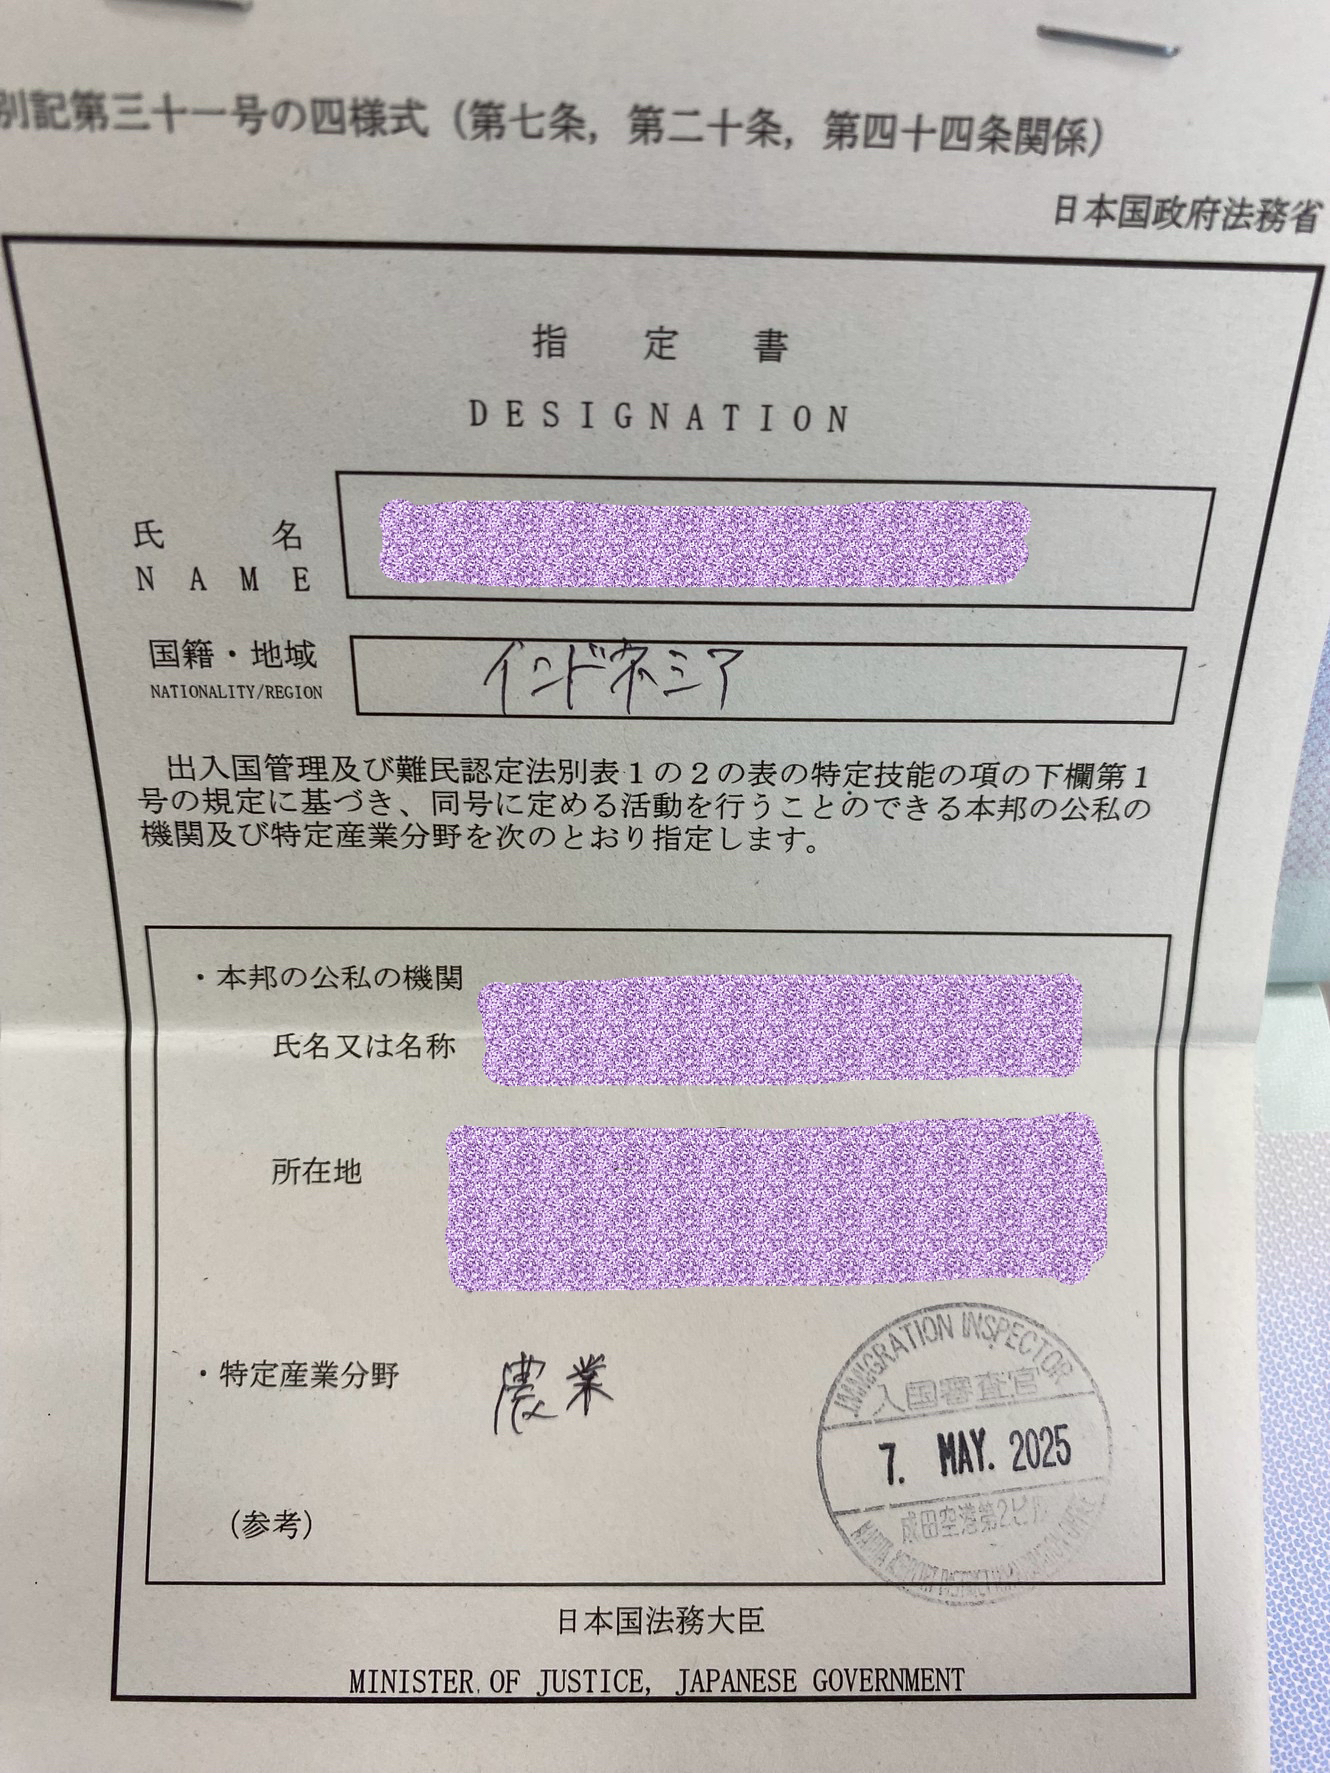 別記第三十一号の四様式（第七条，第二十条，第四十四条関係）
日本国政府法務省
指定書
DESIGNATION
氏名
NAME
国籍・地域
NATIONALITY/REGION
インドネシア
出入国管理及び難民認定法別表１の２の表の特定技能の項の下欄第１
号の規定に基づき、同号に定める活動を行うことのできる本邦の公私の
機関及び特定産業分野を次のとおり指定します。
・本邦の公私の機関
氏名又は名称
所在地
・特定産業分野
農業
IMMIGRATION INSPECTOR
入国審査官
7. MAY. 2025
成田空港第2ビル
（参考）
日本国法務大臣
MINISTER OF JUSTICE, JAPANESE GOVERNMENT